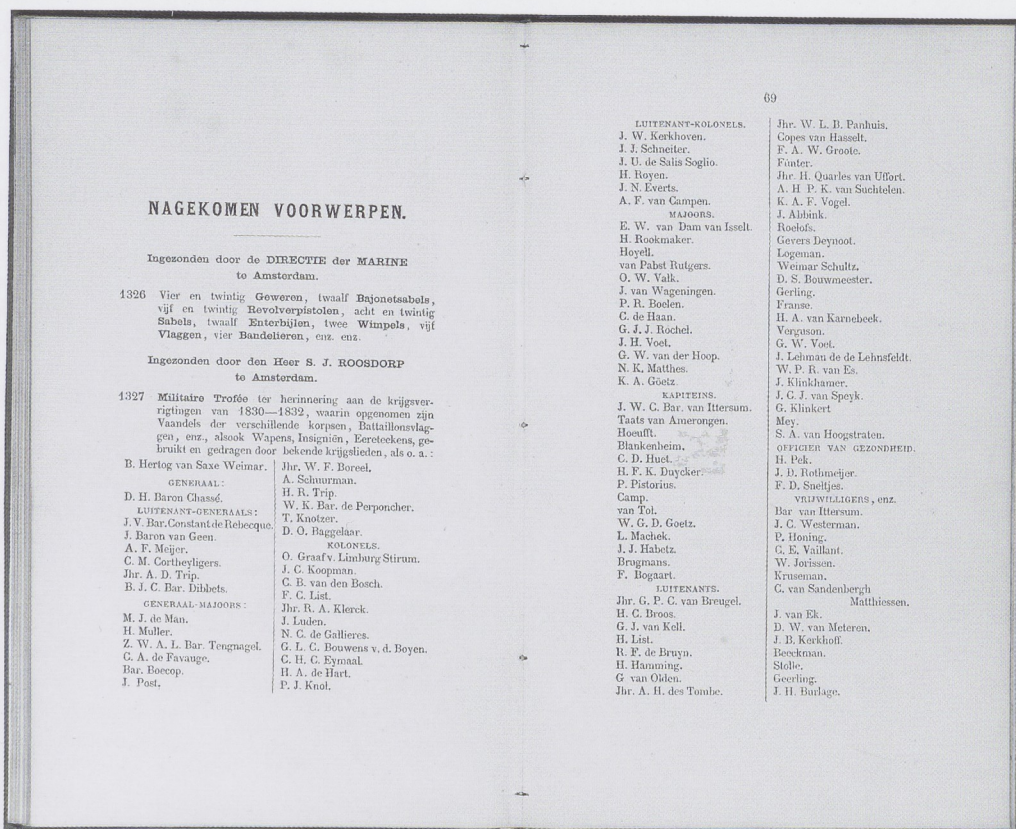 NAGEKOMEN VOORWERPEN.
Ingezonden door de DIRECTIE der MARINE
te Amsterdam.
1326 Vier en twintig Geweren, twaalf Bajonetsabels,
vijf en twintig Revolverpistolen, acht en twintig
Sabels, twaalf Enterbijlen, twee Wimpels, vijf
Vlaggen, vier Bandelieren, enz. enz.
Ingezonden door den Heer S. J. ROOSDORP
te Amsterdam.
1327 Militaire Trofée ter herinnering aan de krijgsver-
rigtingen van 1830—1832, waarin opgenomen zijn
Vaandels der verschillende korpsen, Battaillonsvlag-
gen, enz., alsook Wapens, Insigniën, Eereteekens, ge-
bruikt en gedragen door bekende krijgslieden, als o. a.:
B. Hertog van Saxe Weimar.
GENERAAL:
D. H. Baron Chassé.
LUITENANT-GENERAALS:
J. V. Bar. Constant de Rebecque.
J. Baron van Geen.
A. F. Meijer.
C. M. Cortheyligers.
Jhr. A. D. Trip.
B. J. C. Bar. Dibbets.
GENERAAL-MAJOORS:
M. J. de Man.
H. Muller.
Z. W. A. L. Bar. Tengnagel.
C. A. de Favauge.
Bar. Boecop.
J. Post.
Jhr. W. F. Boreel.
A. Schuurman.
H. R. Trip.
W. K. Bar. de Perponcher.
T. Knotzer.
D. O. Baggelaar.
KOLONELS.
O. Graaf v. Limburg Stirum.
J. C. Koopman.
C. B. van den Bosch.
F. C. List.
Jhr. R. A. Klerck.
J. Luden.
N. C. de Gallieres.
G. L. C. Bouwens v. d. Boyen.
C. H. C. Eymaal.
H. A. de Hart.
P. J. Knol.
69
LUITENANT-KOLONELS.
J. W. Kerkhoven.
J. J. Schneiter.
J. U. de Salis Soglio.
H. Royen.
J. N. Everts.
A. F. van Campen.
MAJOORS.
E. W. van Dam van Isselt.
H. Rookmaker.
Hoyell.
van Pabst Rutgers.
O. W. Valk.
J. van Wageningen.
P. R. Boelen.
C. de Haan.
G. J. J. Rochel.
J. H. Voet.
G. W. van der Hoop.
N. K. Matthes.
K. A. Göetz.
KAPITEINS.
J. W. C. Bar. van Ittersum.
Taats van Amerongen.
Hoeufft.
Blankenheim.
C. D. Huet.
H. F. K. Duycker.
P. Pistorius.
Camp.
van Tol.
W. G. D. Goetz.
L. Machek.
J. J. Habetz.
Brugmans.
F. Bogaart.
LUITENANTS.
Jhr. G. P. C. van Breugel.
H. C. Broos.
G. J. van Kell.
H. List.
R. F. de Bruyn.
H. Hamming.
G van Olden.
Jhr. A. H. des Tombe.
Jhr. W. L. B. Panhuis.
Copes van Hasselt.
F. A. W. Groote.
Funter.
Jhr. H. Quarles van Uffort.
A. H P. K. van Suchtelen.
K. A. F. Vogel.
J. Abbink.
Roelofs.
Gevers Deynoot.
Logeman.
Weimar Schultz.
D. S. Bouwmeester.
Gerling.
Franse.
H. A. van Karnebeek.
Vergason.
G. W. Voet.
J. Lehman de de Lehnsfeldt.
W. P. R. van Es.
J. Klinkhamer.
J. C. J. van Speyk.
G. Klinkert
Mey.
S. A. van Hoogstraten.
OFFICIER VAN GEZONDHEID.
H. Pek.
J. D. Rothmeijer.
F. D. Sneltjes.
VRIJWILLIGERS, enz.
Bar van Ittersum.
J. C. Westerman.
P. Honing.
C. E. Vaillant.
W. Jorissen.
Kruseman.
C. van Sandenbergh
Matthiessen.
J. van Ek.
D. W. van Meteren.
J. B. Kerkhoff.
Beeckman.
Stolle.
Geerling.
J. H. Burlage.